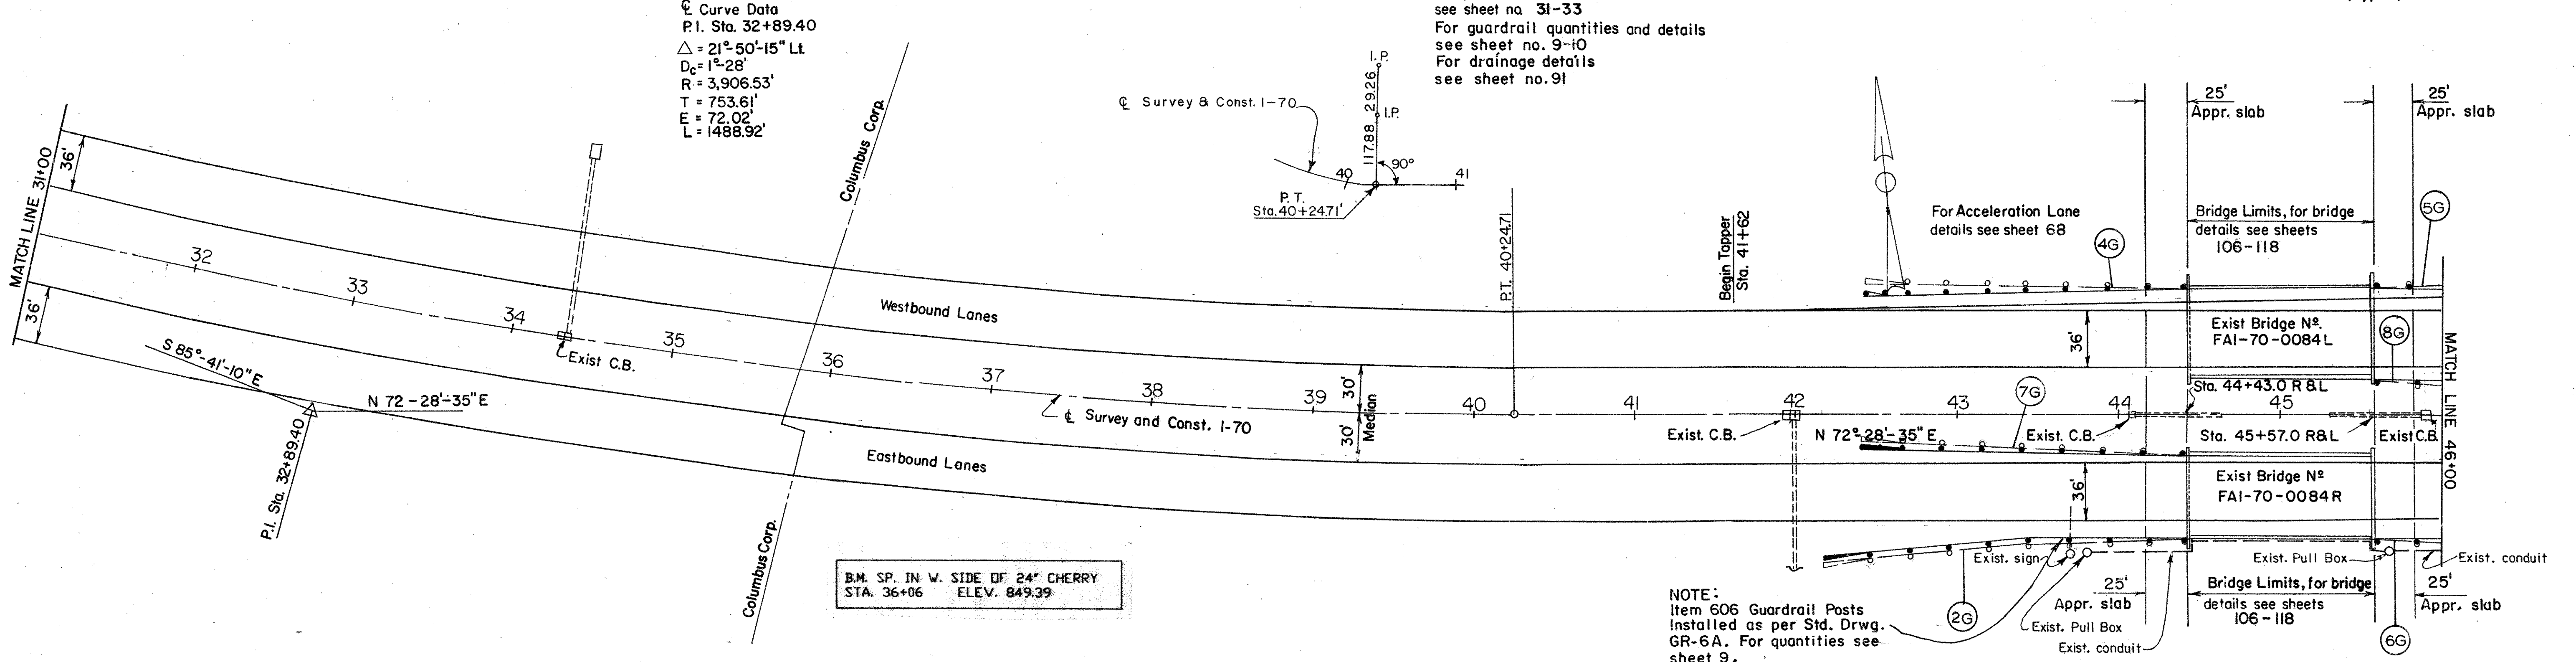 ℄ Curve Data
P.I. Sta. 32+89.40
△ = 21°-50'-15" Lt.
Dc= 1°-28'
R = 3,906.53'
T = 753.61'
E = 72.02'
L = 1488.92'
see sheet no. 31-33
For guardrail quantities and details
see sheet no. 9-10
For drainage details
see sheet no. 91
℄ Survey & Const. I-70
I.P.
29.26
I.P.
117.88
90°
40
41
P.T.
Sta. 40+24.71'
Columbus Corp.
MATCH LINE 31+00
36'
36'
32
33
34
35
36
37
38
39
40
41
42
43
44
45
Exist C.B.
S 85°-41'-10" E
N 72-28'-35" E
P.I. Sta. 32+89.40
Westbound Lanes
℄ Survey and Const. I-70
Eastbound Lanes
Columbus Corp.
30'
30'
Median
P.T. 40+24.71
Begin Tapper
Sta. 41+62
For Acceleration Lane
details see sheet 68
4G
25'
Appr. slab
Bridge Limits, for bridge
details see sheets
106-118
25'
Appr. slab
5G
36'
Exist Bridge Nº.
FAI-70-0084L
8G
7G
Sta. 44+43.0 R&L
Exist. C.B.
N 72°-28'-35" E
Exist. C.B.
Sta. 45+57.0 R&L
Exist C.B.
MATCH LINE 46+00
36'
Exist Bridge Nº
FAI-70-0084R
B.M. SP. IN W. SIDE OF 24" CHERRY
STA. 36+06 ELEV. 849.39
Exist. sign
Exist. Pull Box
Exist. conduit
NOTE:
Item 606 Guardrail Posts
Installed as per Std. Drwg.
GR-6A. For quantities see
sheet 9.
2G
25'
Appr. slab
Exist. Pull Box
Exist. conduit
Bridge Limits, for bridge
details see sheets
106-118
25'
Appr. slab
6G